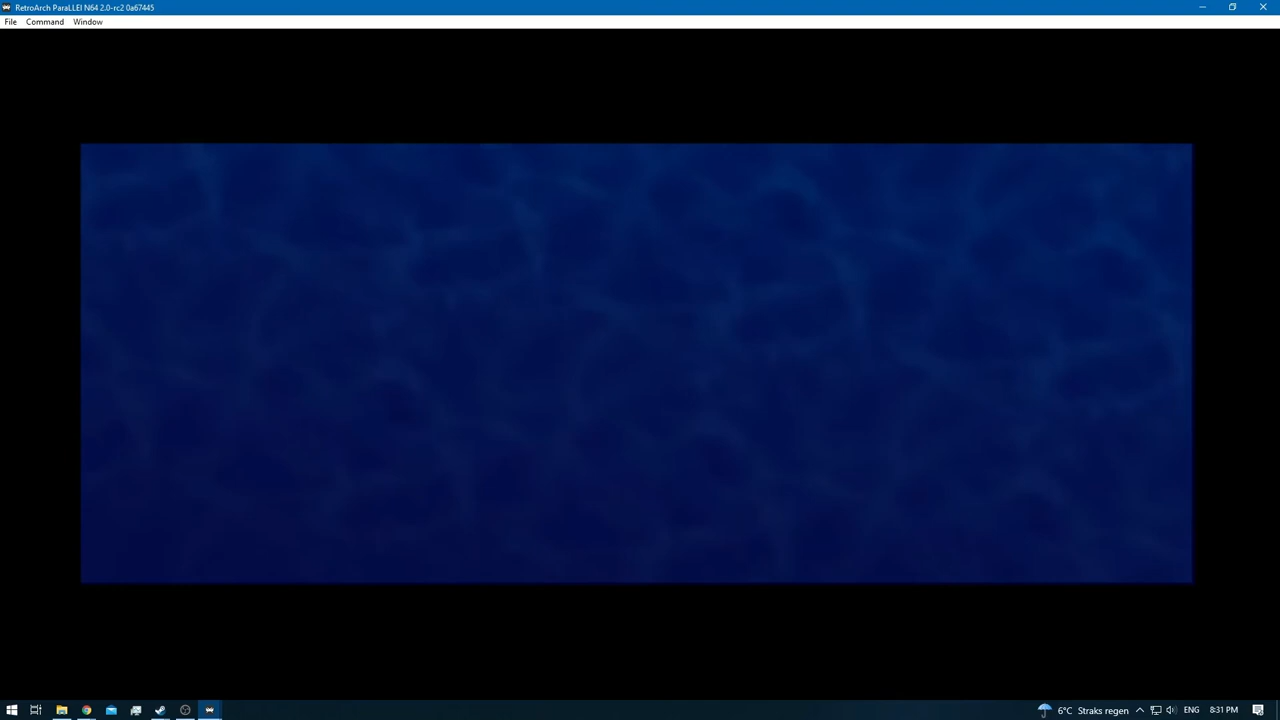 RetroArch ParaLLEl N64 2.0-rc2 0a67445
File Command Window
6°C Straks regen ENG 8:31 PM